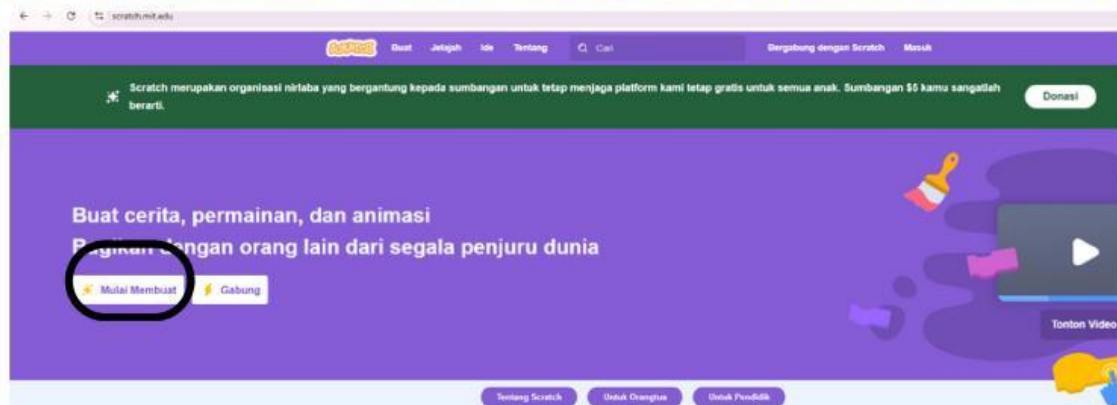 scratch.mit.edu
SCRATCH Buat Jelajah Ide Tentang Cari Bergabung dengan Scratch Masuk
Scratch merupakan organisasi nirlaba yang bergantung kepada sumbangan untuk tetap menjaga platform kami tetap gratis untuk semua anak. Sumbangan $5 kamu sangatlah
berarti.
Donasi
Buat cerita, permainan, dan animasi
Bagikan dengan orang lain dari segala penjuru dunia
Mulai Membuat Gabung
Tonton Video
Tentang Scratch Untuk Orangtua Untuk Pendidik